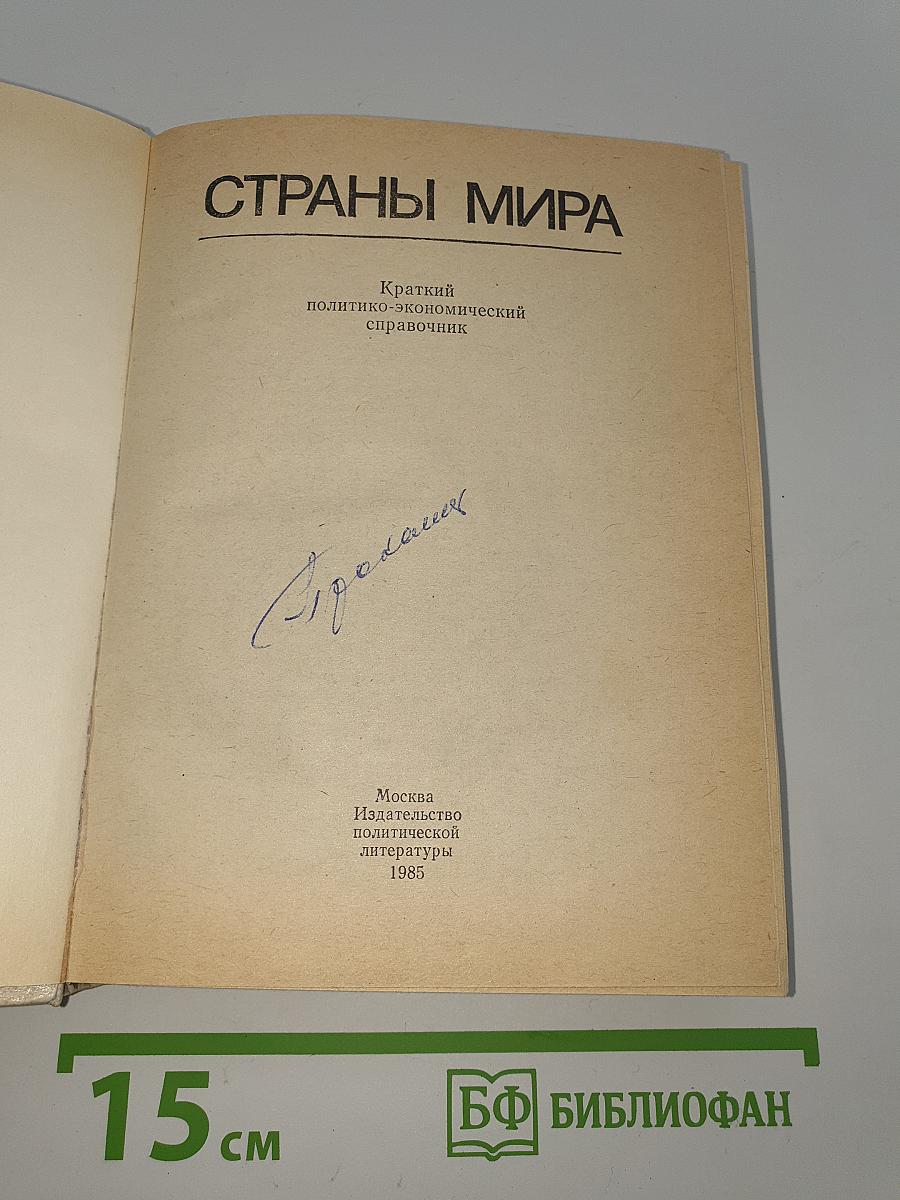 СТРАНЫ МИРА
Краткий
политико-экономический
справочник
Москва
Издательство
политической
литературы
1985
15 см
БФ БИБЛИОФАН